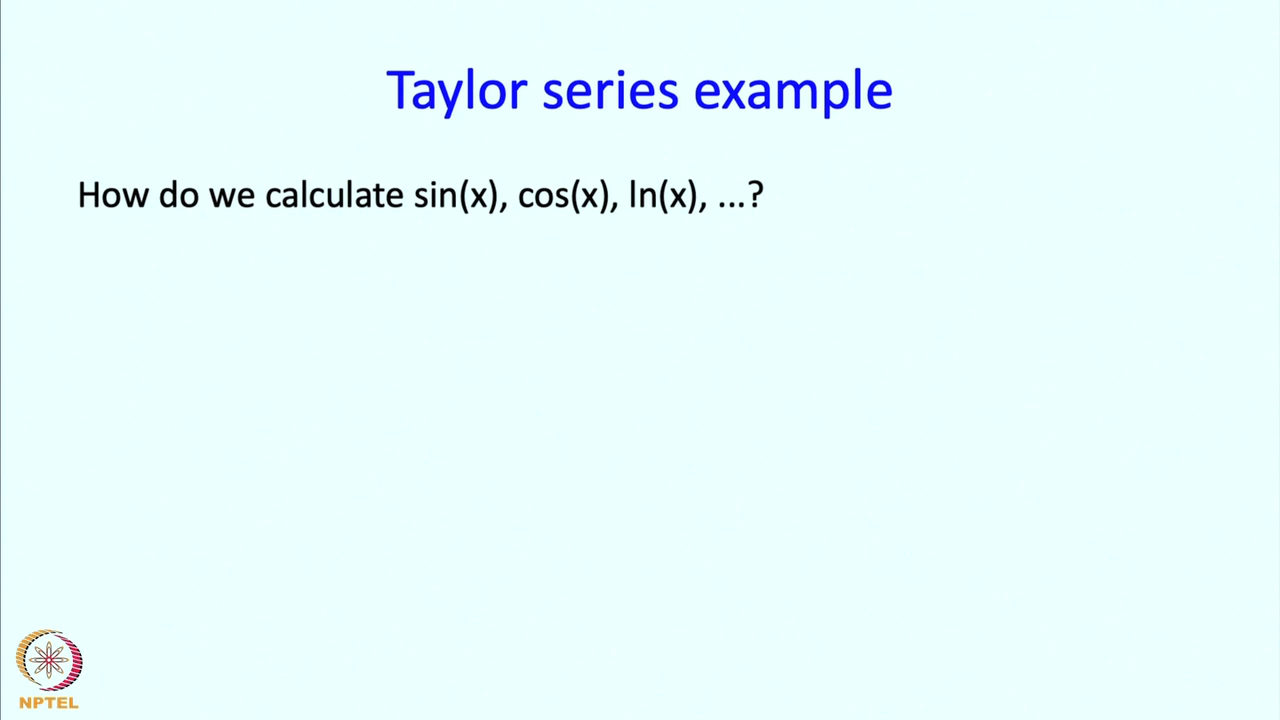 Taylor series example
How do we calculate sin(x), cos(x), ln(x), ...?
NPTEL